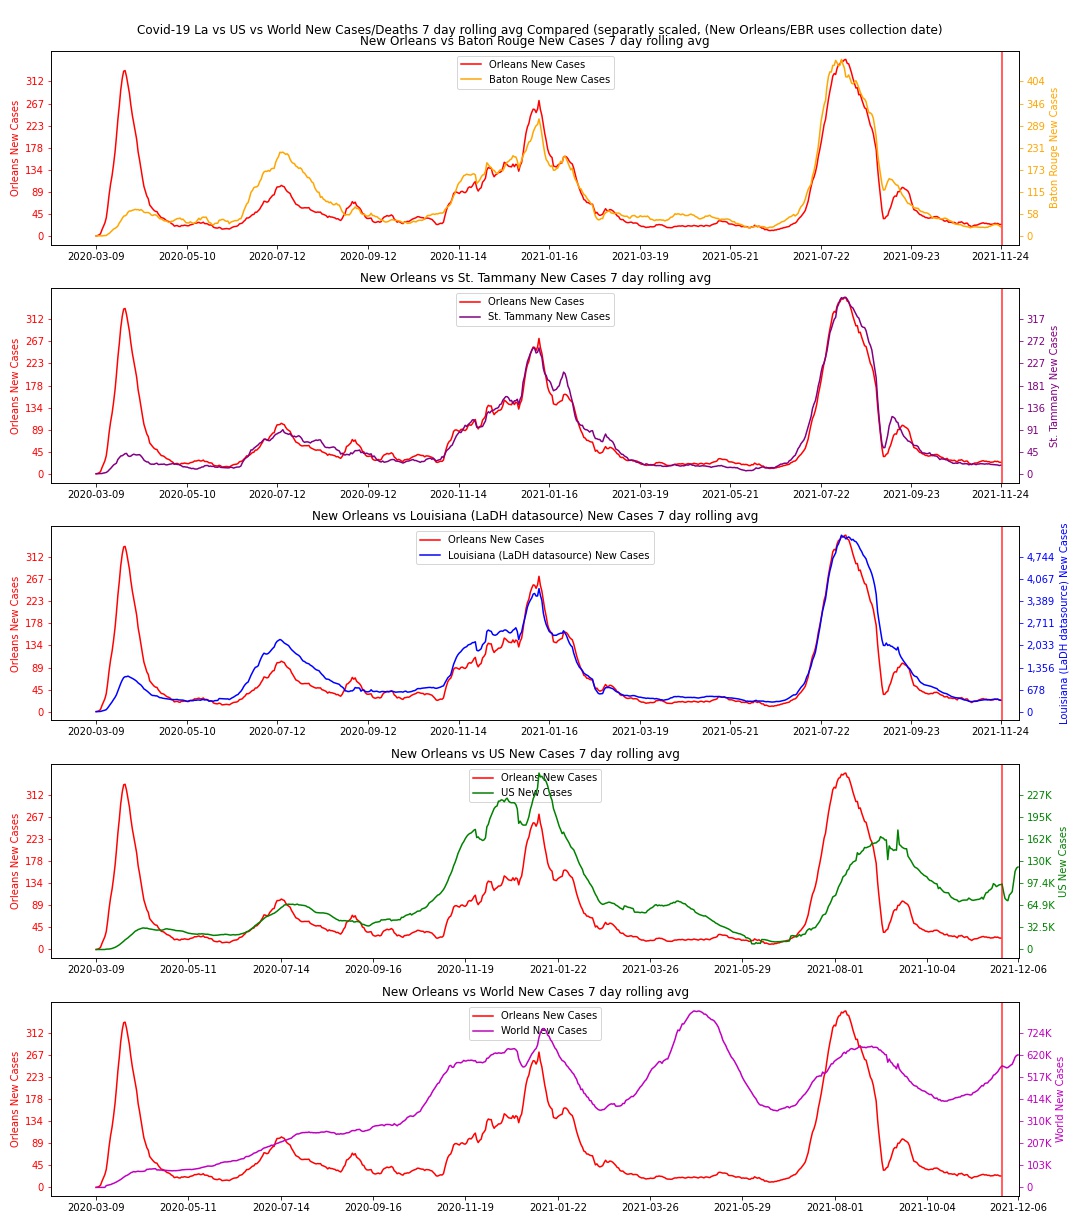 Covid-19 La vs US vs World New Cases/Deaths 7 day rolling avg Compared (separatly scaled, (New Orleans/EBR uses collection date)
New Orleans vs Baton Rouge New Cases 7 day rolling avg
Orleans New Cases
Baton Rouge New Cases
Orleans New Cases
312
267
223
178
134
89
45
0
404
346
289
231
173
115
58
0
Baton Rouge New Cases
2020-03-09 2020-05-10 2020-07-12 2020-09-12 2020-11-14 2021-01-16 2021-03-19 2021-05-21 2021-07-22 2021-09-23 2021-11-24
New Orleans vs St. Tammany New Cases 7 day rolling avg
Orleans New Cases
St. Tammany New Cases
Orleans New Cases
312
267
223
178
134
89
45
0
317
272
227
181
136
91
45
0
St. Tammany New Cases
2020-03-09 2020-05-10 2020-07-12 2020-09-12 2020-11-14 2021-01-16 2021-03-19 2021-05-21 2021-07-22 2021-09-23 2021-11-24
New Orleans vs Louisiana (LaDH datasource) New Cases 7 day rolling avg
Orleans New Cases
Louisiana (LaDH datasource) New Cases
Orleans New Cases
312
267
223
178
134
89
45
0
4,744
4,067
3,389
2,711
2,033
1,356
678
0
Louisiana (LaDH datasource) New Cases
2020-03-09 2020-05-10 2020-07-12 2020-09-12 2020-11-14 2021-01-16 2021-03-19 2021-05-21 2021-07-22 2021-09-23 2021-11-24
New Orleans vs US New Cases 7 day rolling avg
Orleans New Cases
US New Cases
Orleans New Cases
312
267
223
178
134
89
45
0
227K
195K
162K
130K
97.4K
64.9K
32.5K
0
US New Cases
2020-03-09 2020-05-11 2020-07-14 2020-09-16 2020-11-19 2021-01-22 2021-03-26 2021-05-29 2021-08-01 2021-10-04 2021-12-06
New Orleans vs World New Cases 7 day rolling avg
Orleans New Cases
World New Cases
Orleans New Cases
312
267
223
178
134
89
45
0
724K
620K
517K
414K
310K
207K
103K
0
World New Cases
2020-03-09 2020-05-11 2020-07-14 2020-09-16 2020-11-19 2021-01-22 2021-03-26 2021-05-29 2021-08-01 2021-10-04 2021-12-06